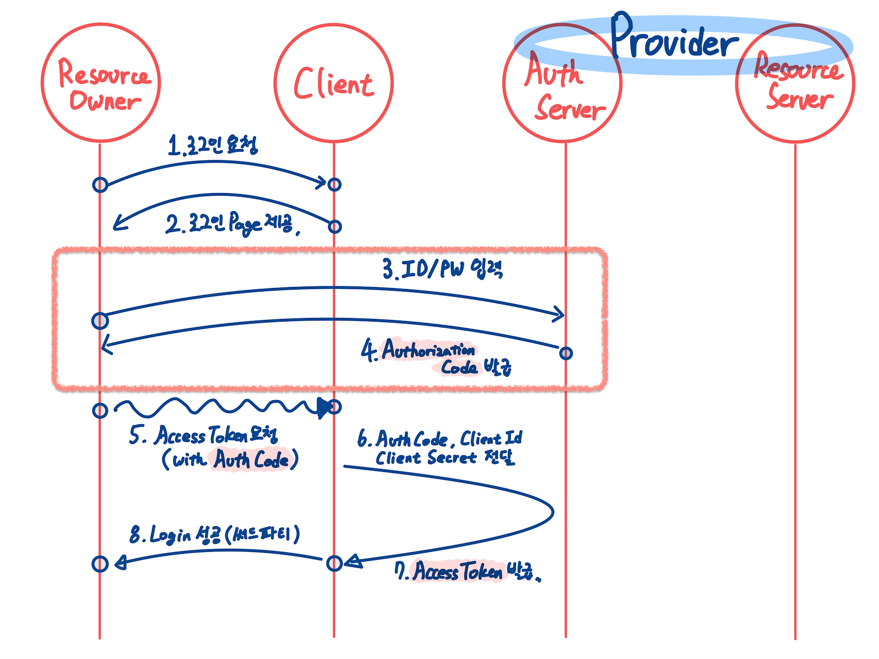 Provider
Resource
Owner
Client
Auth
Server
Resource
Server
1.로그인 요청
2.로그인 Page 제공.
3.ID/PW 입력
4.Authorization
Code 발급
5. Access Token 요청
(with Auth Code)
6.Auth Code, Client Id
Client Secret 전달
7.Access Token 발급.
8.Login 성공(써드파티)